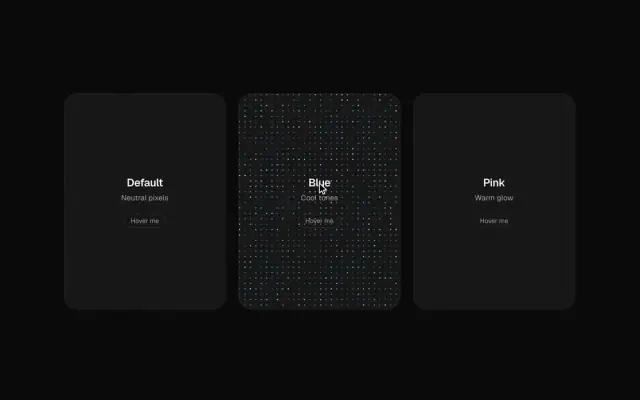 Default
Neutral pixels
Hover me
Blue
Cool tones
Hover me
Pink
Warm glow
Hover me